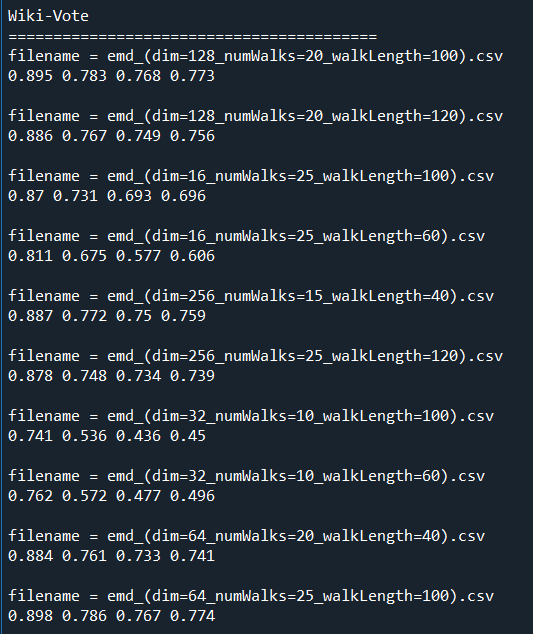 Wiki-Vote
=========================================
filename = emd_(dim=128_numWalks=20_walkLength=100).csv
0.895 0.783 0.768 0.773
filename = emd_(dim=128_numWalks=20_walkLength=120).csv
0.886 0.767 0.749 0.756
filename = emd_(dim=16_numWalks=25_walkLength=100).csv
0.87 0.731 0.693 0.696
filename = emd_(dim=16_numWalks=25_walkLength=60).csv
0.811 0.675 0.577 0.606
filename = emd_(dim=256_numWalks=15_walkLength=40).csv
0.887 0.772 0.75 0.759
filename = emd_(dim=256_numWalks=25_walkLength=120).csv
0.878 0.748 0.734 0.739
filename = emd_(dim=32_numWalks=10_walkLength=100).csv
0.741 0.536 0.436 0.45
filename = emd_(dim=32_numWalks=10_walkLength=60).csv
0.762 0.572 0.477 0.496
filename = emd_(dim=64_numWalks=20_walkLength=40).csv
0.884 0.761 0.733 0.741
filename = emd_(dim=64_numWalks=25_walkLength=100).csv
0.898 0.786 0.767 0.774